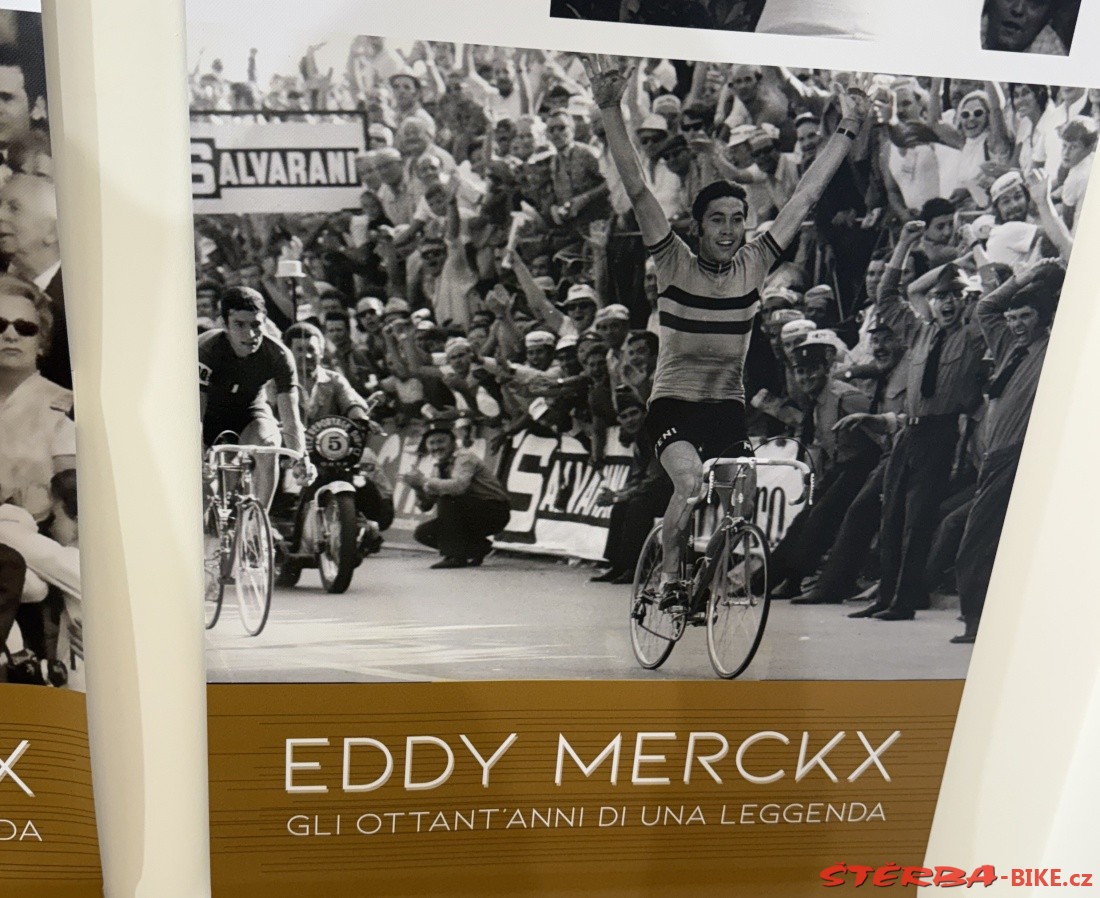 SALVARANI
5
SALVARANI
EDDY MERCKX
GLI OTTANT'ANNI DI UNA LEGGENDA
X
DA
ŠTĚRBA-BIKE.cz